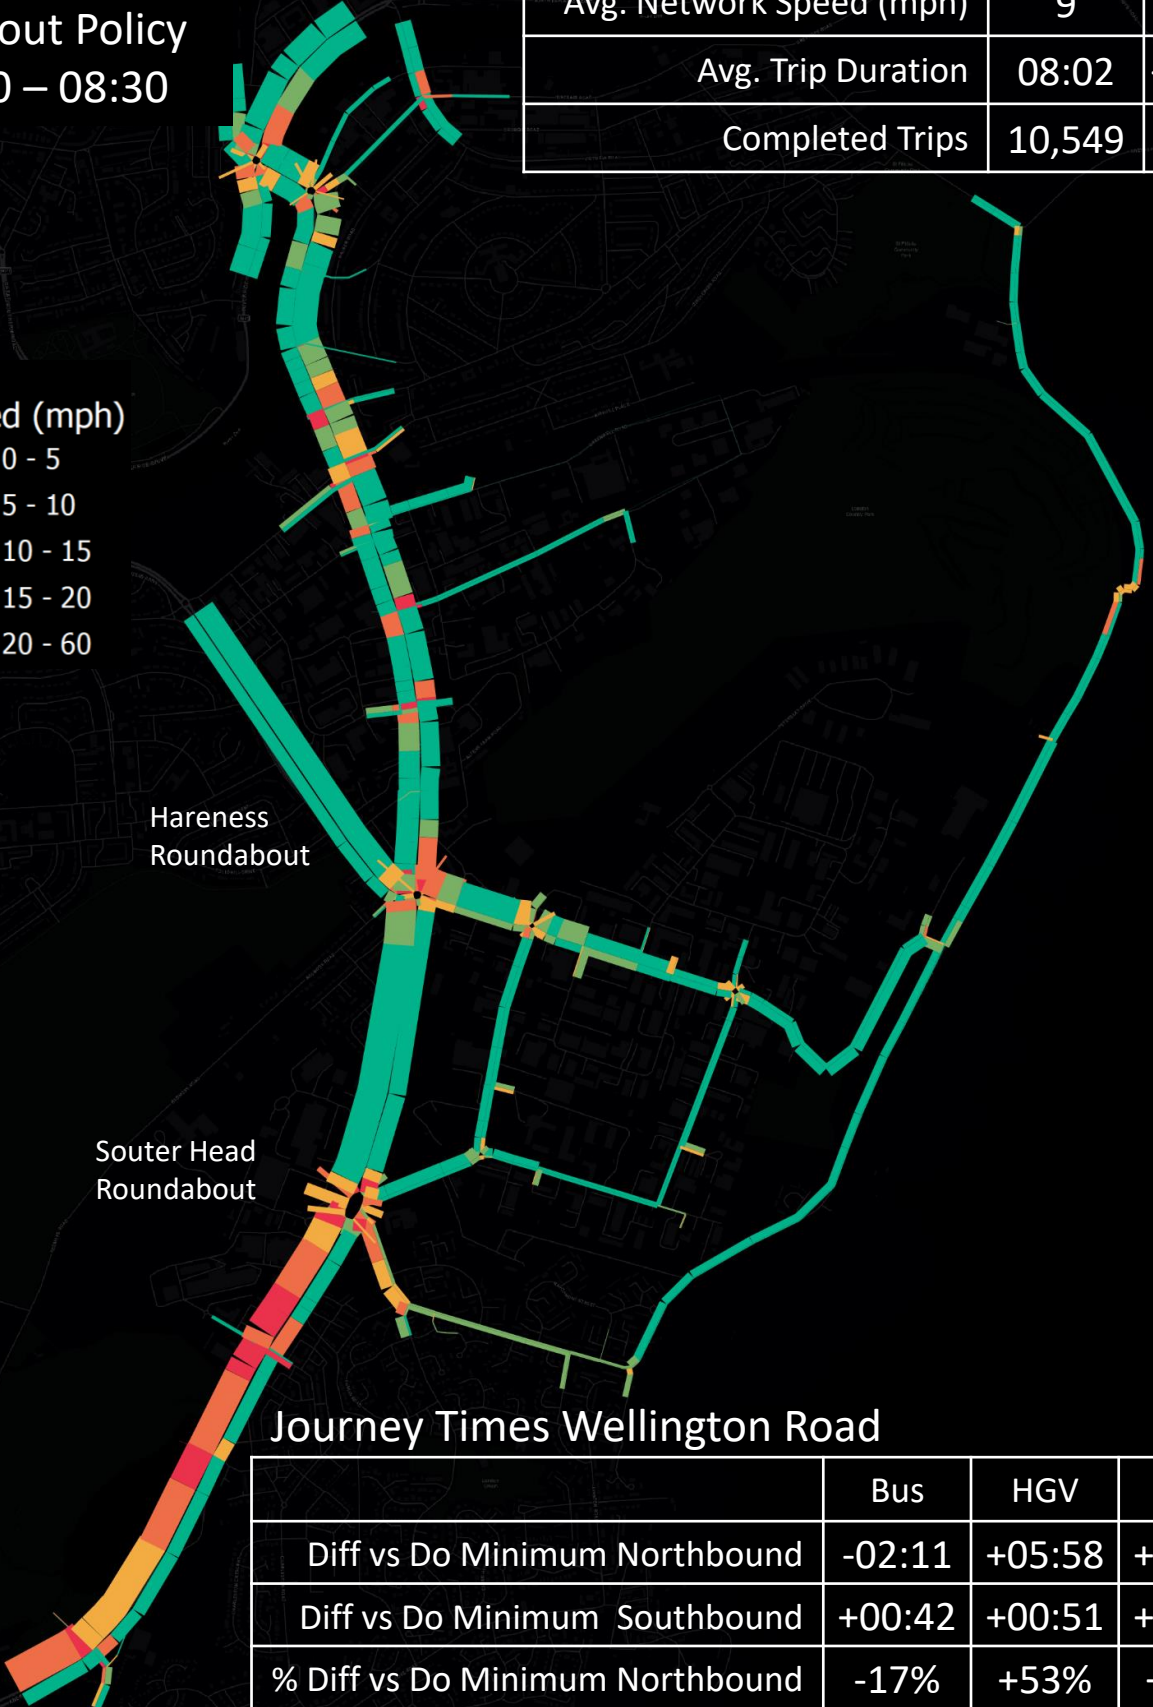 out Policy
0 – 08:30
Avg. Network Speed (mph) 9
Avg. Trip Duration 08:02
Completed Trips 10,549
ed (mph)
0 - 5
5 - 10
10 - 15
15 - 20
20 - 60
Hareness
Roundabout
Souter Head
Roundabout
Journey Times Wellington Road
Bus HGV
Diff vs Do Minimum Northbound -02:11 +05:58 +
Diff vs Do Minimum Southbound +00:42 +00:51 +
% Diff vs Do Minimum Northbound -17% +53% -